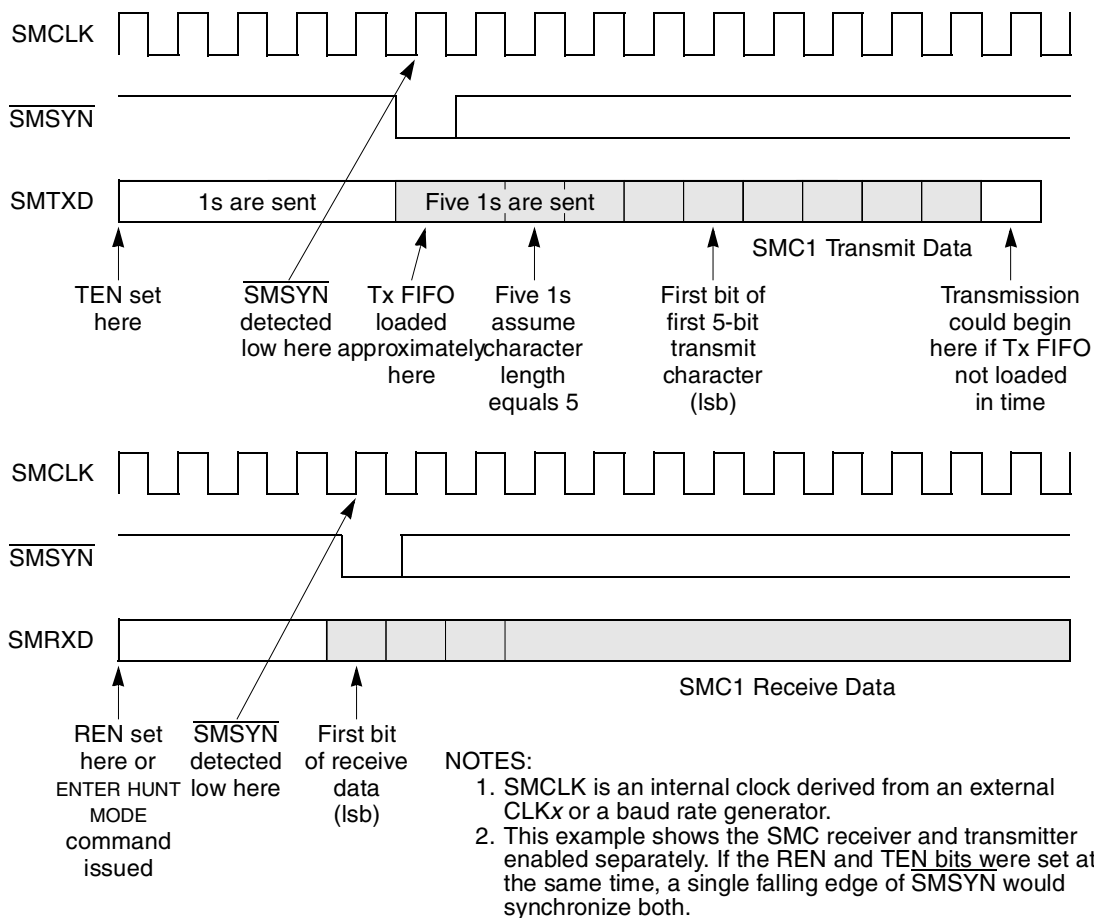 SMCLK
SMSYN
SMTXD
1s are sent
Five 1s are sent
SMC1 Transmit Data
TEN set
here
SMSYN
detected
low here
Tx FIFO
loaded
approximately
here
Five 1s
assume
character
length
equals 5
First bit of
first 5-bit
transmit
character
(lsb)
Transmission
could begin
here if Tx FIFO
not loaded
in time
SMCLK
SMSYN
SMRXD
SMC1 Receive Data
REN set
here or
ENTER HUNT
MODE
command
issued
SMSYN
detected
low here
First bit
of receive
data
(lsb)
NOTES:
1. SMCLK is an internal clock derived from an external
CLKx or a baud rate generator.
2. This example shows the SMC receiver and transmitter
enabled separately. If the REN and TEN bits were set at
the same time, a single falling edge of SMSYN would
synchronize both.